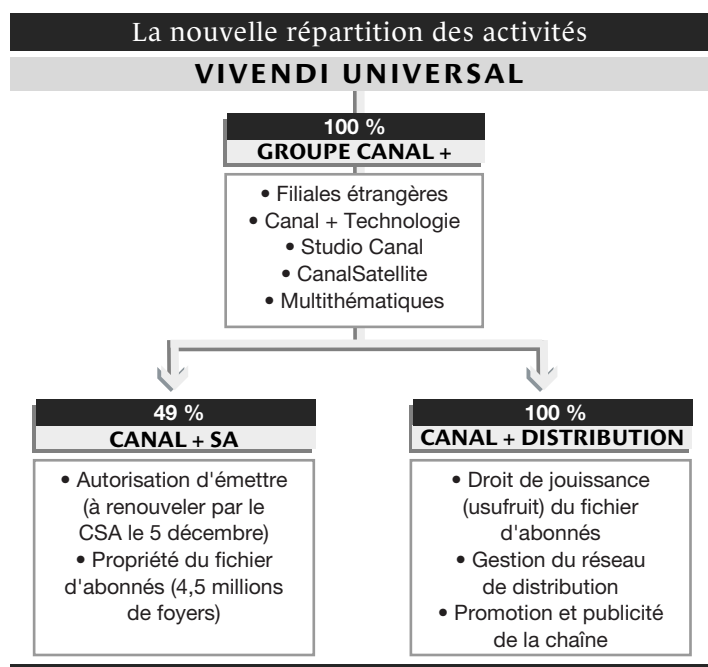 La nouvelle répartition des activités
VIVENDI UNIVERSAL
100 %
GROUPE CANAL +
• Filiales étrangères
• Canal + Technologie
• Studio Canal
• CanalSatellite
• Multithématiques
49 %
CANAL + SA
• Autorisation d'émettre
(à renouveler par le
CSA le 5 décembre)
• Propriété du fichier
d'abonnés (4,5 millions
de foyers)
100 %
CANAL + DISTRIBUTION
• Droit de jouissance
(usufruit) du fichier
d'abonnés
• Gestion du réseau
de distribution
• Promotion et publicité
de la chaîne